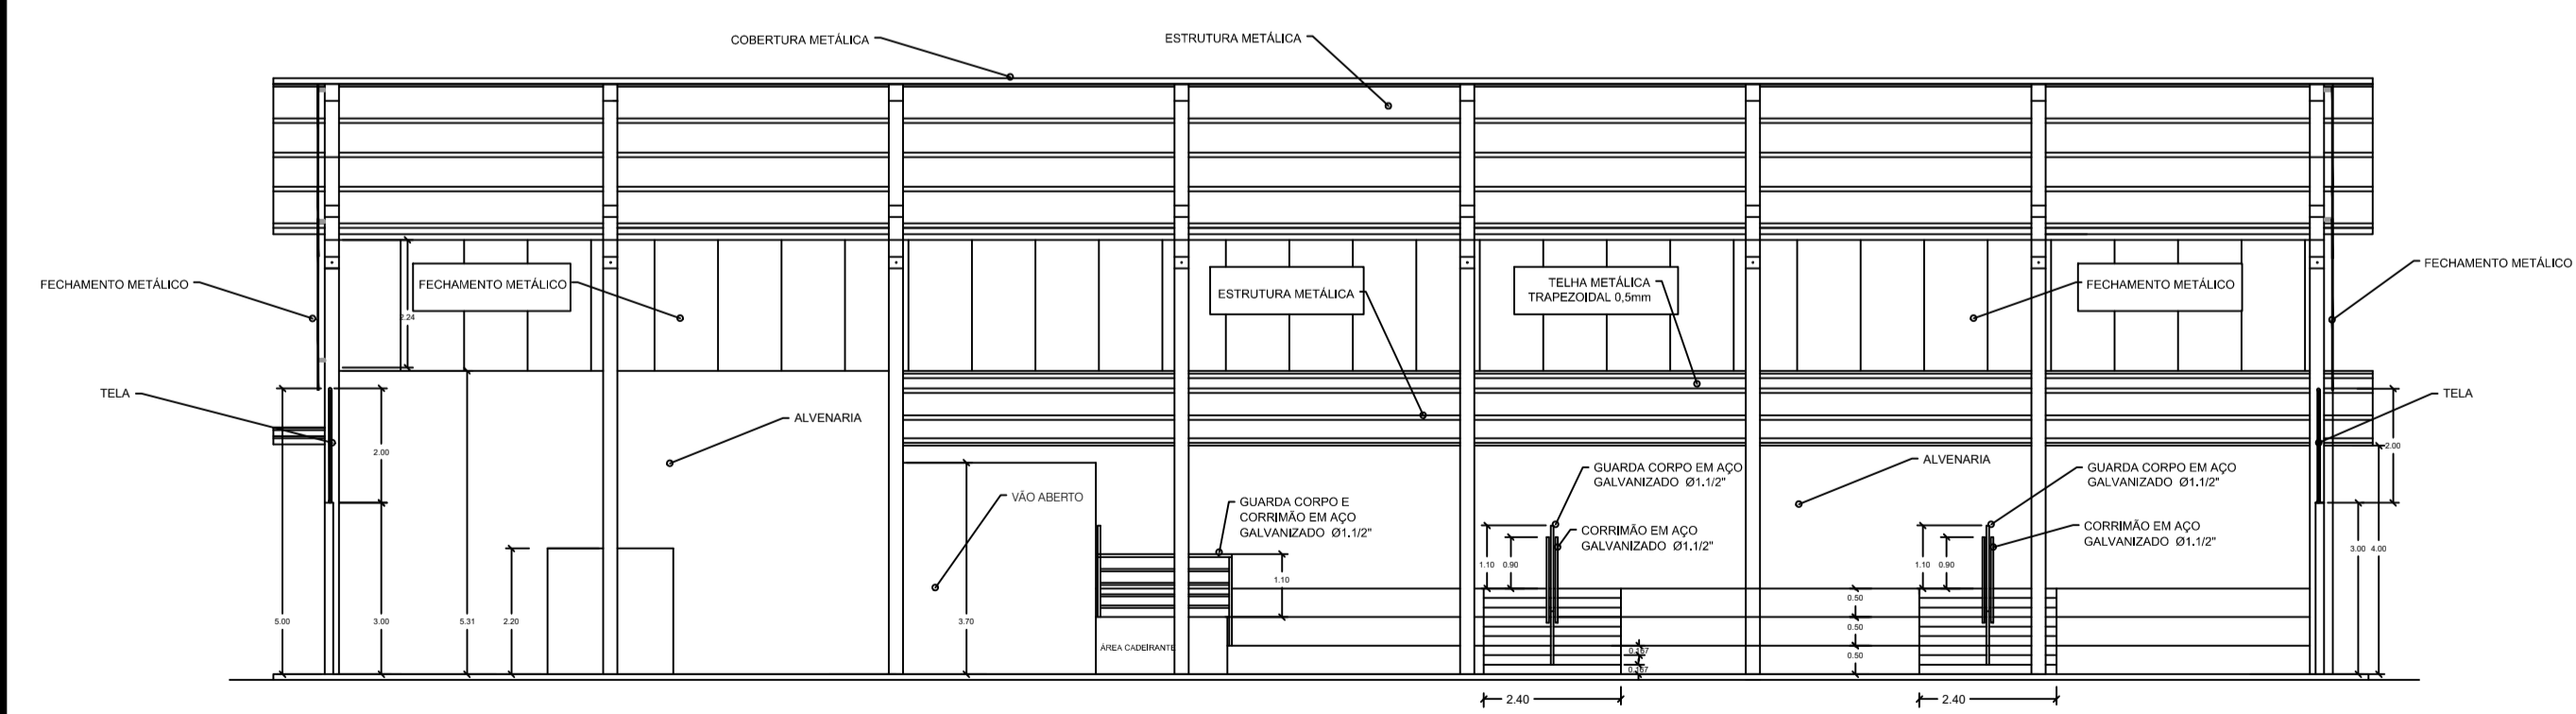 COBERTURA METÁLICA
ESTRUTURA METÁLICA
FECHAMENTO METÁLICO
FECHAMENTO METÁLICO
ESTRUTURA METÁLICA
TELHA METÁLICA
TRAPEZOIDAL 0,5mm
FECHAMENTO METÁLICO
FECHAMENTO METÁLICO
2.24
TELA
ALVENARIA
TELA
2.00
2.00
VÃO ABERTO
GUARDA CORPO E
CORRIMÃO EM AÇO
GALVANIZADO Ø1.1/2"
GUARDA CORPO EM AÇO
GALVANIZADO Ø1.1/2"
CORRIMÃO EM AÇO
GALVANIZADO Ø1.1/2"
ALVENARIA
GUARDA CORPO EM AÇO
GALVANIZADO Ø1.1/2"
CORRIMÃO EM AÇO
GALVANIZADO Ø1.1/2"
1.10
1.10
0.90
1.10
0.90
3.00
4.00
5.00
3.00
5.31
2.20
3.70
ÁREA CADEIRANTE
0.50
0.50
0.50
0.167
0.167
2.40
2.40